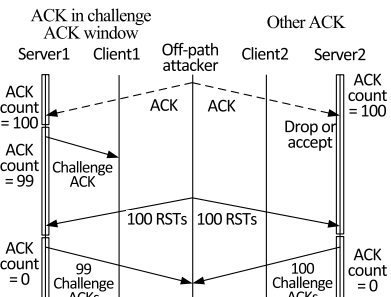 ACK in challenge
ACK window
Other ACK
Server1
Client1
Off-path
attacker
Client2
Server2
ACK
count
= 100
ACK
ACK
ACK
count
= 100
Drop or
accept
ACK
count
= 99
Challenge
ACK
100 RSTs
100 RSTs
ACK
count
= 0
99
Challenge
ACKs
100
Challenge
ACKs
ACK
count
= 0